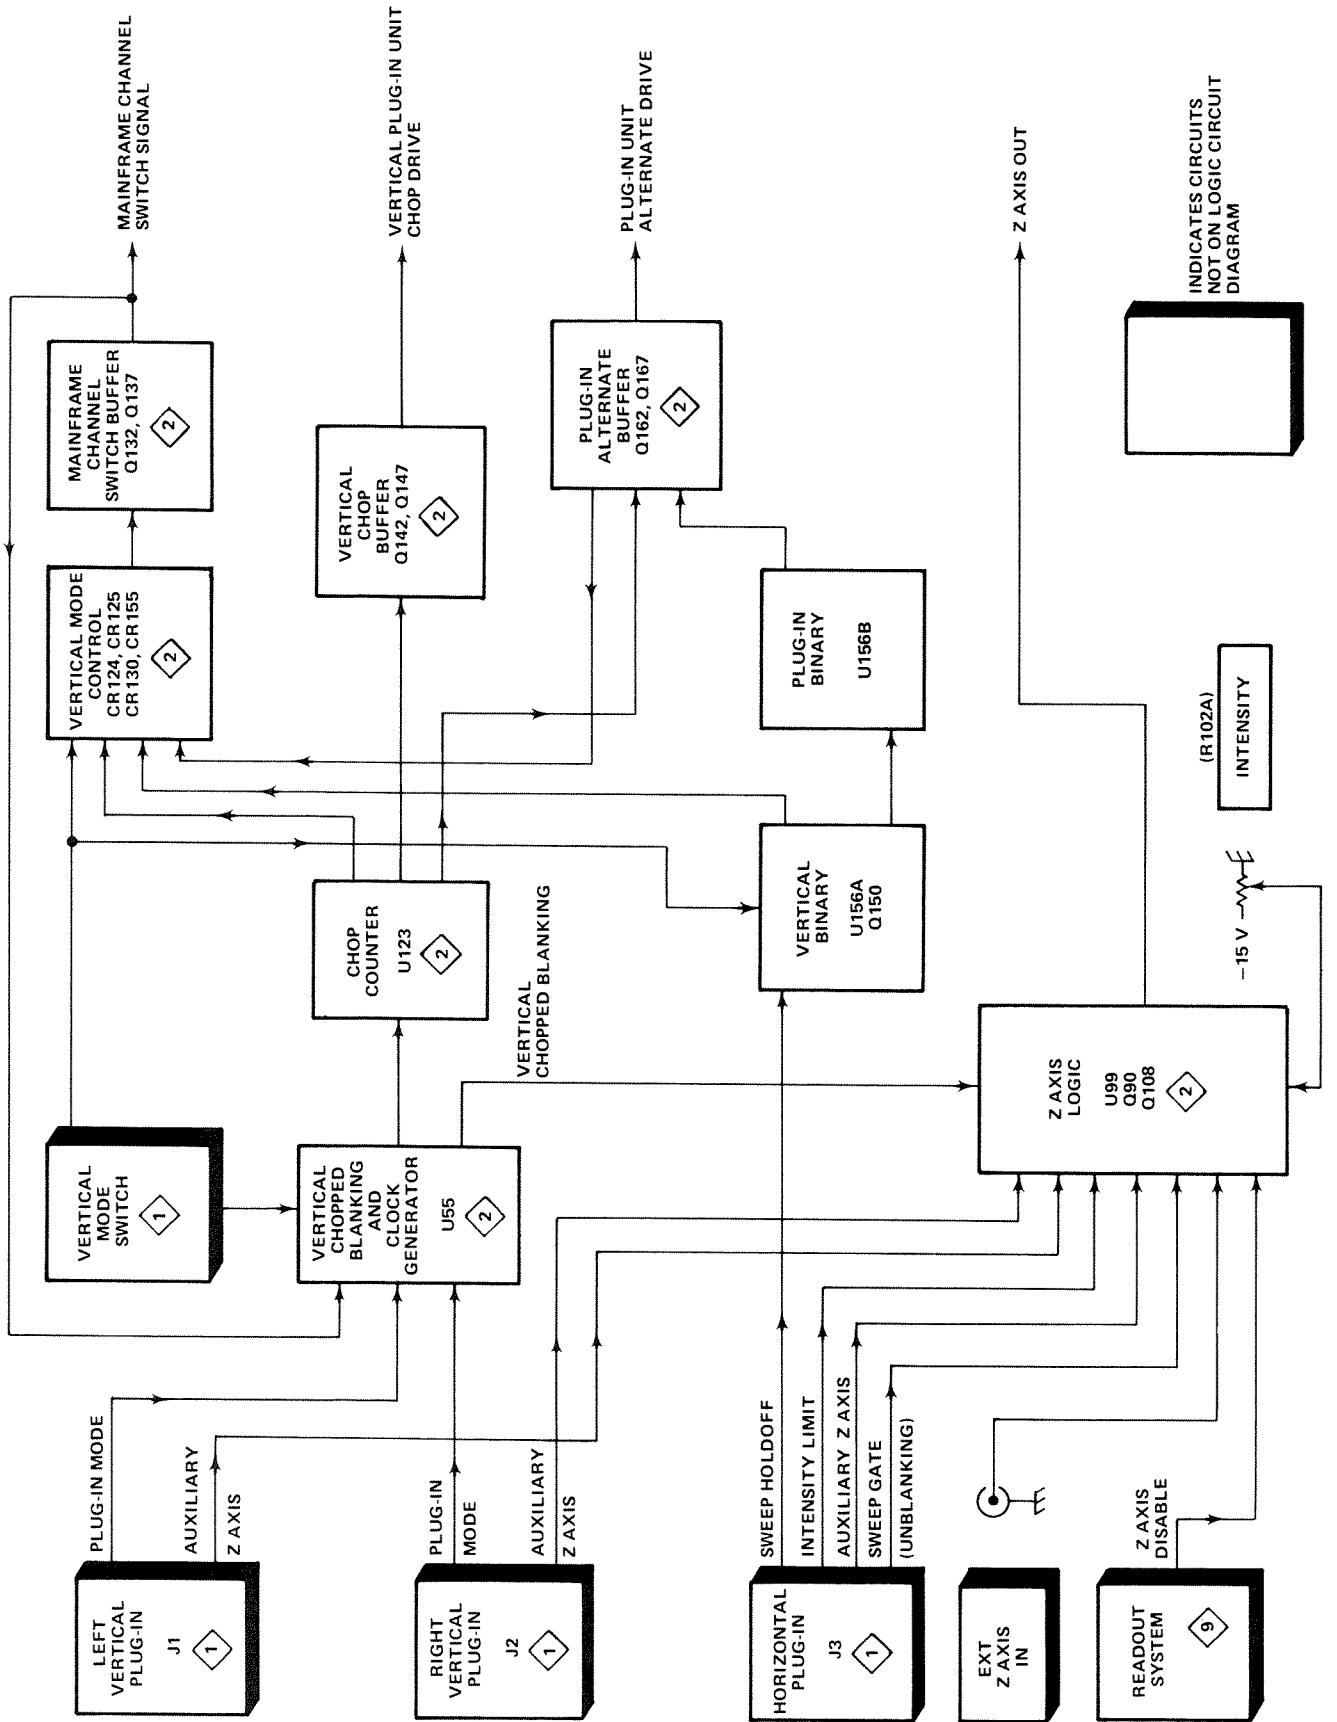 LEFT
VERTICAL
PLUG-IN
J1
1
PLUG-IN MODE
AUXILIARY
Z AXIS
RIGHT
VERTICAL
PLUG-IN
J2
1
PLUG-IN
MODE
AUXILIARY
Z AXIS
HORIZONTAL
PLUG-IN
J3
1
SWEEP HOLDOFF
INTENSITY LIMIT
AUXILIARY Z AXIS
SWEEP GATE
(UNBLANKING)
EXT
Z AXIS
IN
READOUT
SYSTEM
9
Z AXIS
DISABLE
VERTICAL
MODE
SWITCH
1
VERTICAL
CHOPPED
BLANKING
AND
CLOCK
GENERATOR
U55
2
VERTICAL
CHOPPED BLANKING
CHOP
COUNTER
U123
2
VERTICAL
BINARY
U156A
Q150
Z AXIS
LOGIC
U99
Q90
Q108
2
–15 V
(R102A)
INTENSITY
VERTICAL MODE
CONTROL
CR124, CR125
CR130, CR155
2
PLUG-IN
BINARY
U156B
MAINFRAME
CHANNEL
SWITCH BUFFER
Q132, Q137
2
VERTICAL
CHOP
BUFFER
Q142, Q147
2
PLUG-IN
ALTERNATE
BUFFER
Q162, Q167
2
MAINFRAME CHANNEL
SWITCH SIGNAL
VERTICAL PLUG-IN UNIT
CHOP DRIVE
PLUG-IN UNIT
ALTERNATE DRIVE
Z AXIS OUT
INDICATES CIRCUITS
NOT ON LOGIC CIRCUIT
DIAGRAM